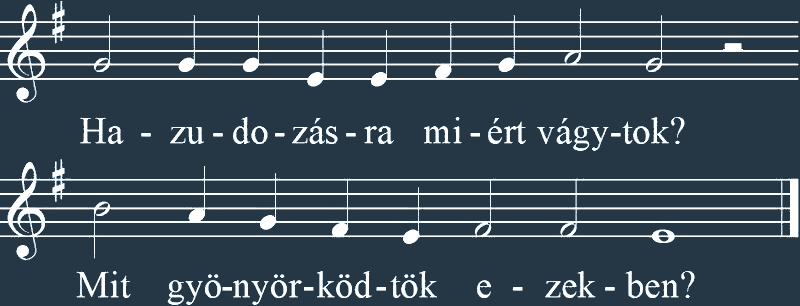 Ha - zu - do - zás - ra mi - ért vágy - tok?
Mit gyö - nyör - köd - tök e - zek - ben?